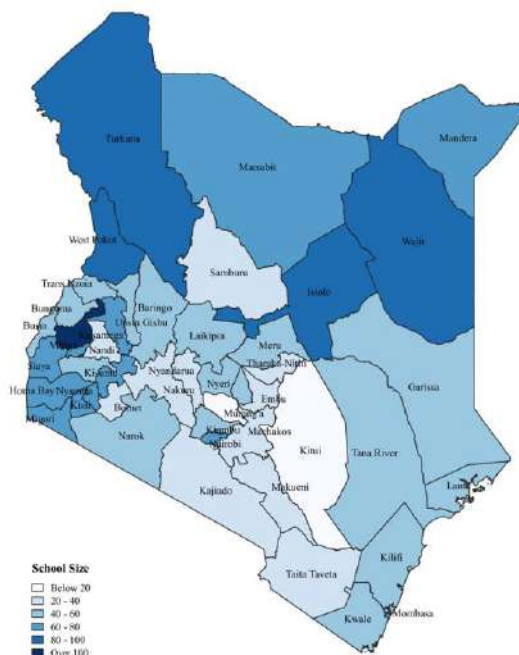 Turkana
Mandera
Marsabit
Wajir
West Pokot
Samburu
Isiolo
Trans Nzoia
Bungoma
Baringo
Uasin Gishu
Busia
Laikipia
Meru
Nandi
Siaya
Kisumu
Nyandarua
Tharaka-Nithi
Garissa
Nyeri
Homa Bay
Nyamira
Nakuru
Embu
Kisii
Bomet
Murang'a
Migori
Kiambu
Machakos
Narok
Nairobi
Kitui
Tana River
Lamu
Makueni
Kajiado
Kilifi
Taita Taveta
Mombasa
Kwale
School Size
Below 20
20 - 40
40 - 60
60 - 80
80 - 100
Over 100